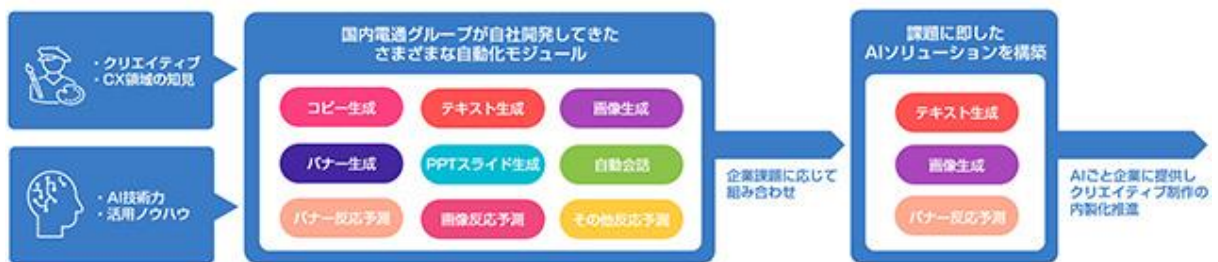 ・クリエイティブ
・CX領域の知見
・AI技術力
・活用ノウハウ
国内電通グループが自社開発してきた
さまざまな自動化モジュール
コピー生成
テキスト生成
画像生成
バナー生成
PPTスライド生成
自動会話
バナー反応予測
画像反応予測
その他反応予測
企業課題に応じて
組み合わせ
課題に即した
AIソリューションを構築
テキスト生成
画像生成
バナー反応予測
AIごと企業に提供し
クリエイティブ制作の
内製化推進